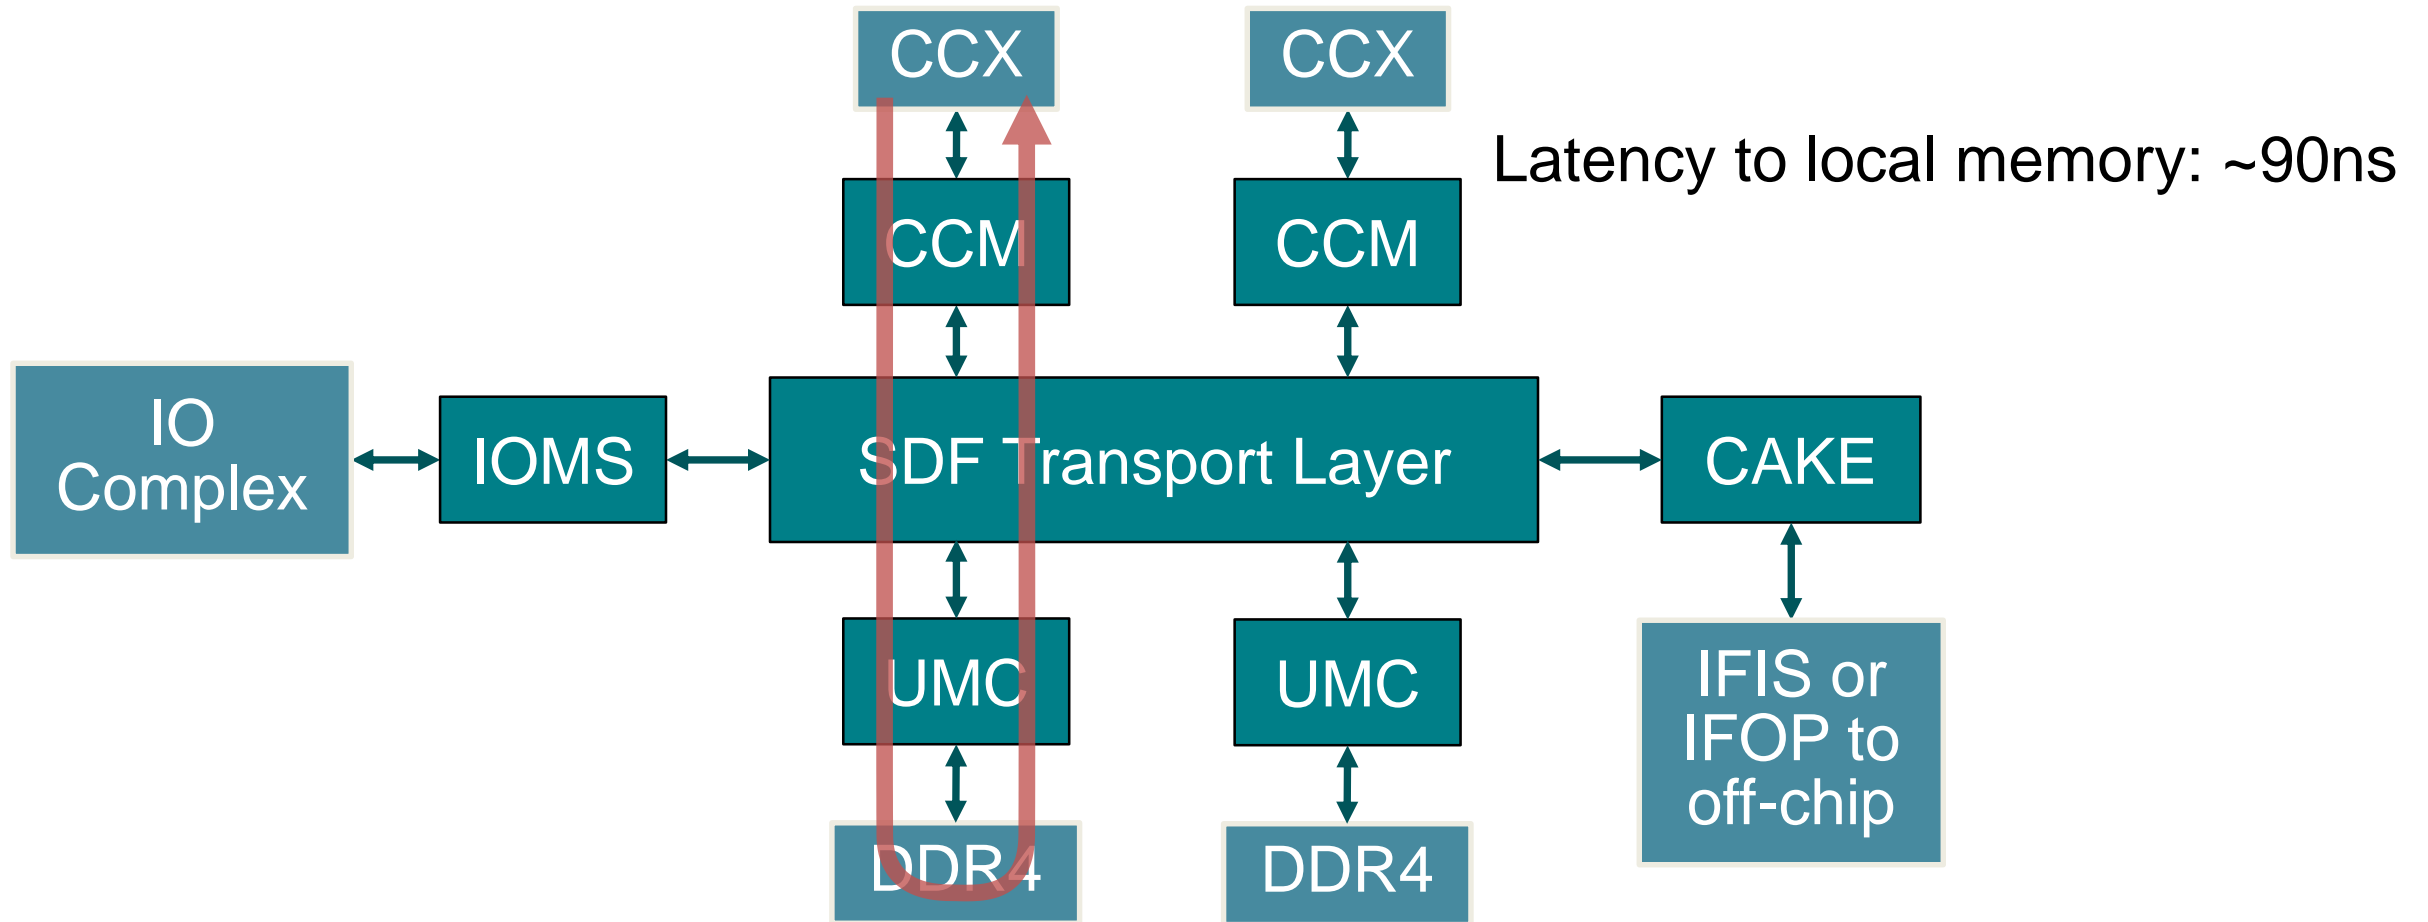 CCX
CCX
Latency to local memory: ~90ns
CCM
CCM
IO
Complex
IOMS
SDF Transport Layer
CAKE
UMC
UMC
IFIS or
IFOP to
off-chip
DDR4
DDR4